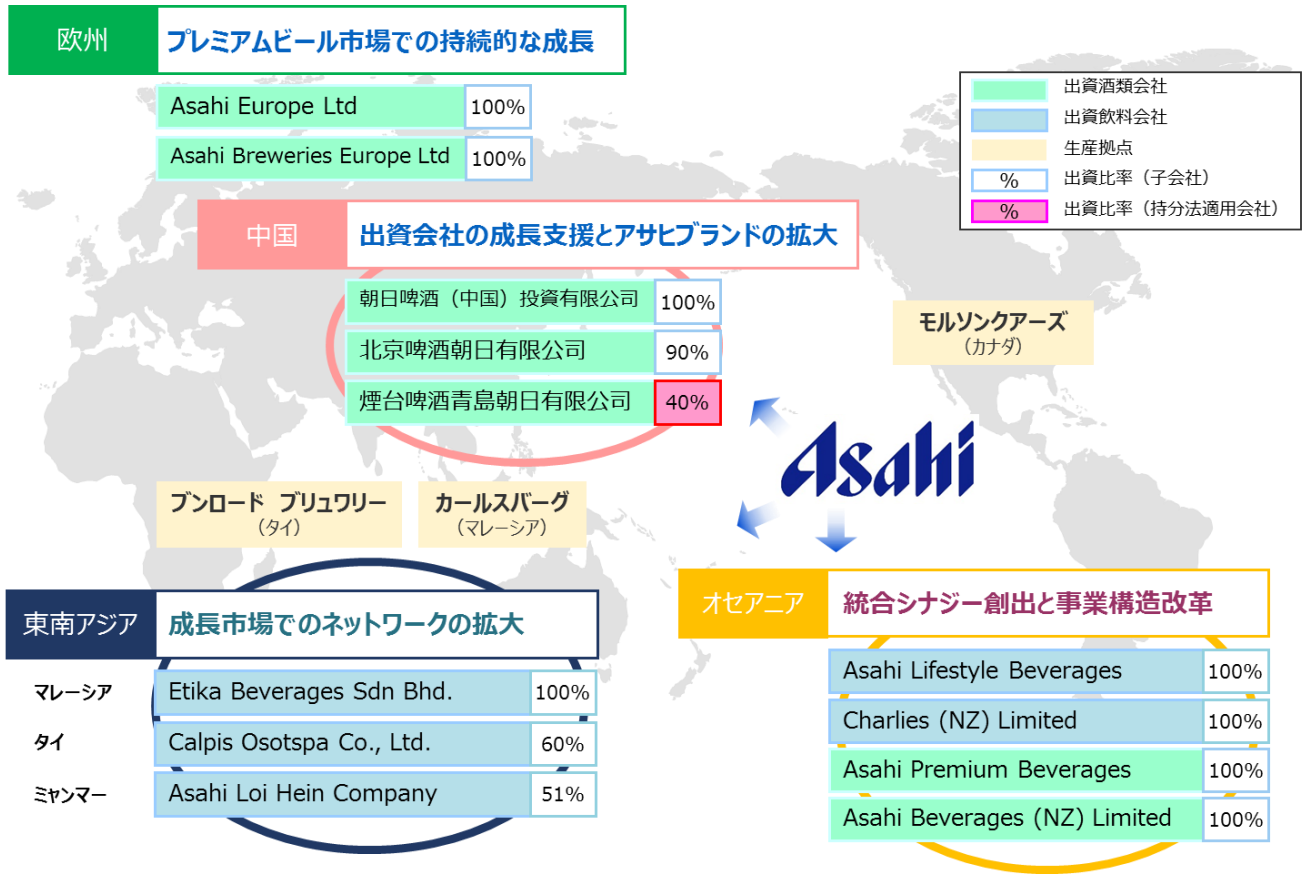 欧州
プレミアムビール市場での持続的な成長
Asahi Europe Ltd 100%
Asahi Breweries Europe Ltd 100%
出資酒類会社
出資飲料会社
生産拠点
% 出資比率（子会社）
% 出資比率（持分法適用会社）
中国
出資会社の成長支援とアサヒブランドの拡大
朝日啤酒（中国）投資有限公司 100%
北京啤酒朝日有限公司 90%
煙台啤酒青島朝日有限公司 40%
モルソンクアーズ
（カナダ）
Asahi
ブンロード ブリュワリー
（タイ）
カールスバーグ
（マレーシア）
東南アジア
成長市場でのネットワークの拡大
マレーシア Etika Beverages Sdn Bhd. 100%
タイ Calpis Osotspa Co., Ltd. 60%
ミャンマー Asahi Loi Hein Company 51%
オセアニア
統合シナジー創出と事業構造改革
Asahi Lifestyle Beverages 100%
Charlies (NZ) Limited 100%
Asahi Premium Beverages 100%
Asahi Beverages (NZ) Limited 100%